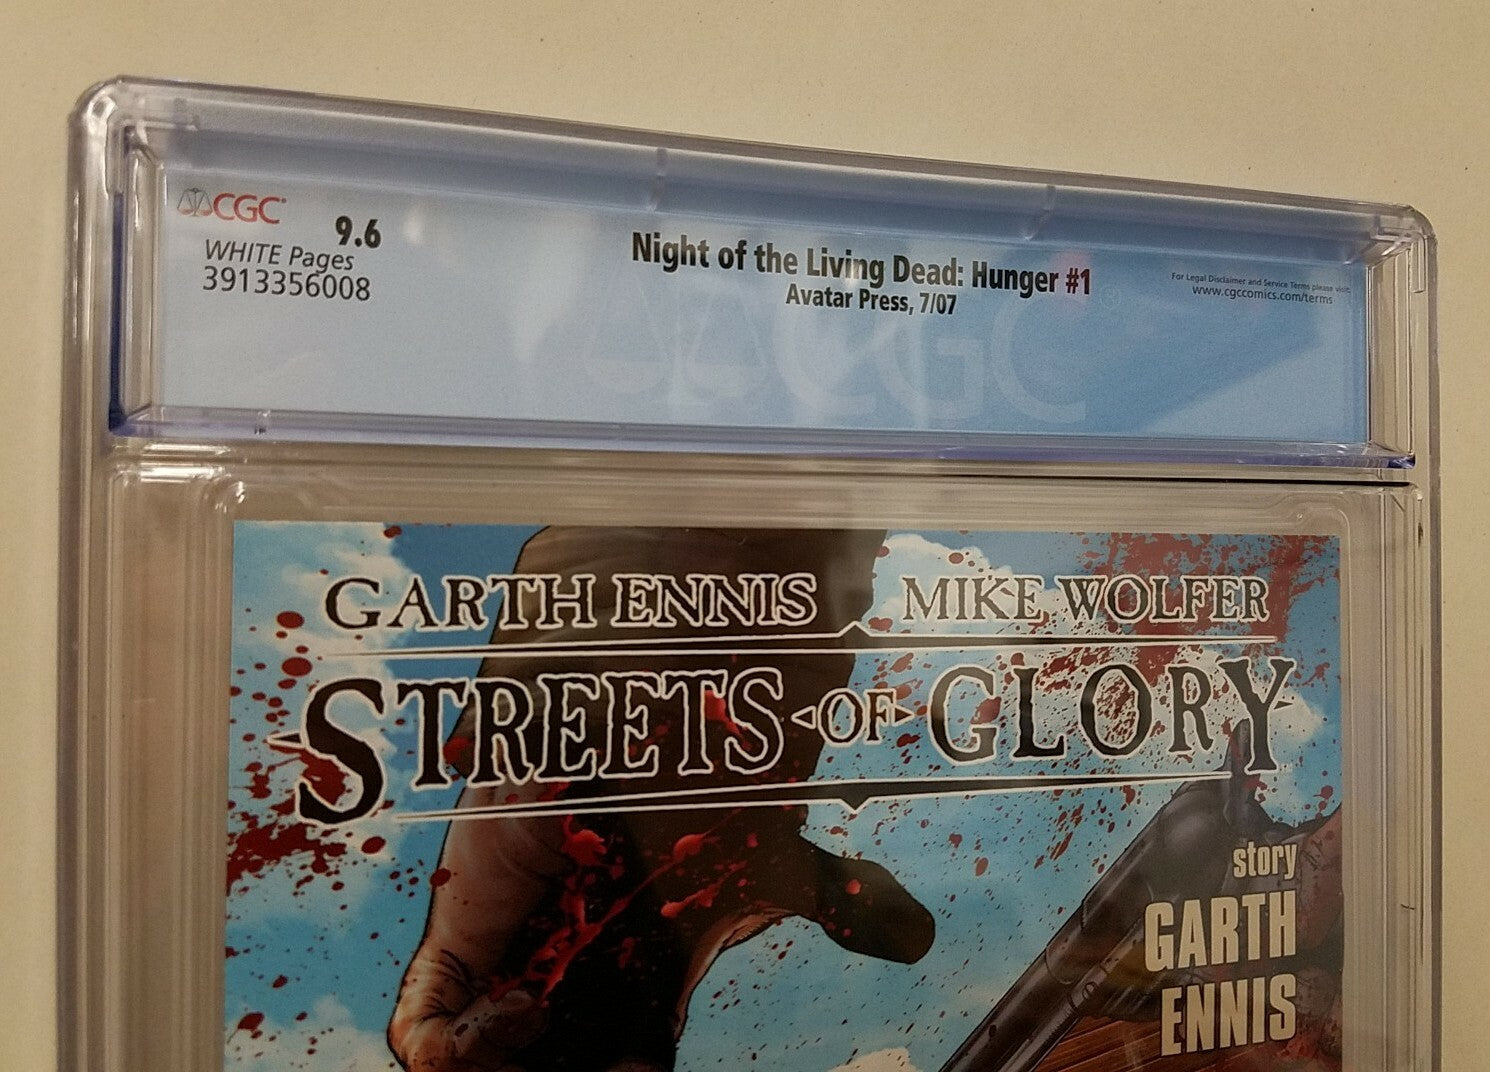 CGC
9.6
WHITE Pages
3913356008
Night of the Living Dead: Hunger #1
Avatar Press, 7/07
For Legal Disclaimer and Service Terms please visit:
www.cgccomics.com/terms
CGC
GARTH ENNIS MIKE WOLFER
STREETS OF GLORY
story
GARTH
ENNIS